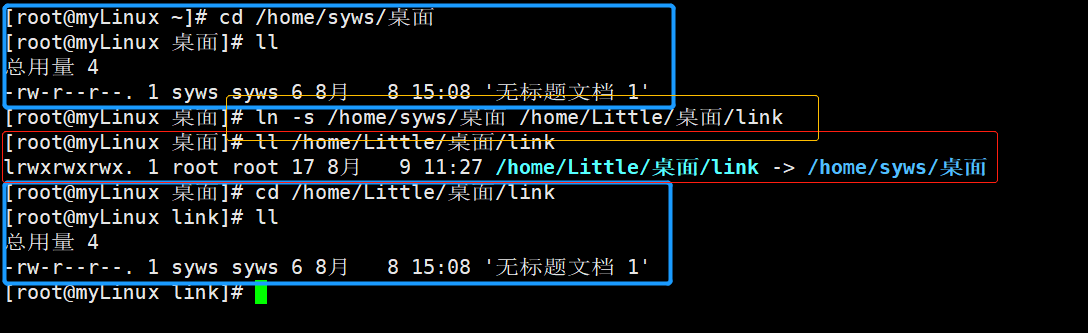 [root@myLinux ~]# cd /home/syws/桌面
[root@myLinux 桌面]# ll
总用量 4
-rw-r--r--. 1 syws syws 6 8月   8 15:08 '无标题文档 1'
[root@myLinux 桌面]# ln -s /home/syws/桌面 /home/Little/桌面/link
[root@myLinux 桌面]# ll /home/Little/桌面/link
lrwxrwxrwx. 1 root root 17 8月   9 11:27 /home/Little/桌面/link -> /home/syws/桌面
[root@myLinux 桌面]# cd /home/Little/桌面/link
[root@myLinux link]# ll
总用量 4
-rw-r--r--. 1 syws syws 6 8月   8 15:08 '无标题文档 1'
[root@myLinux link]#